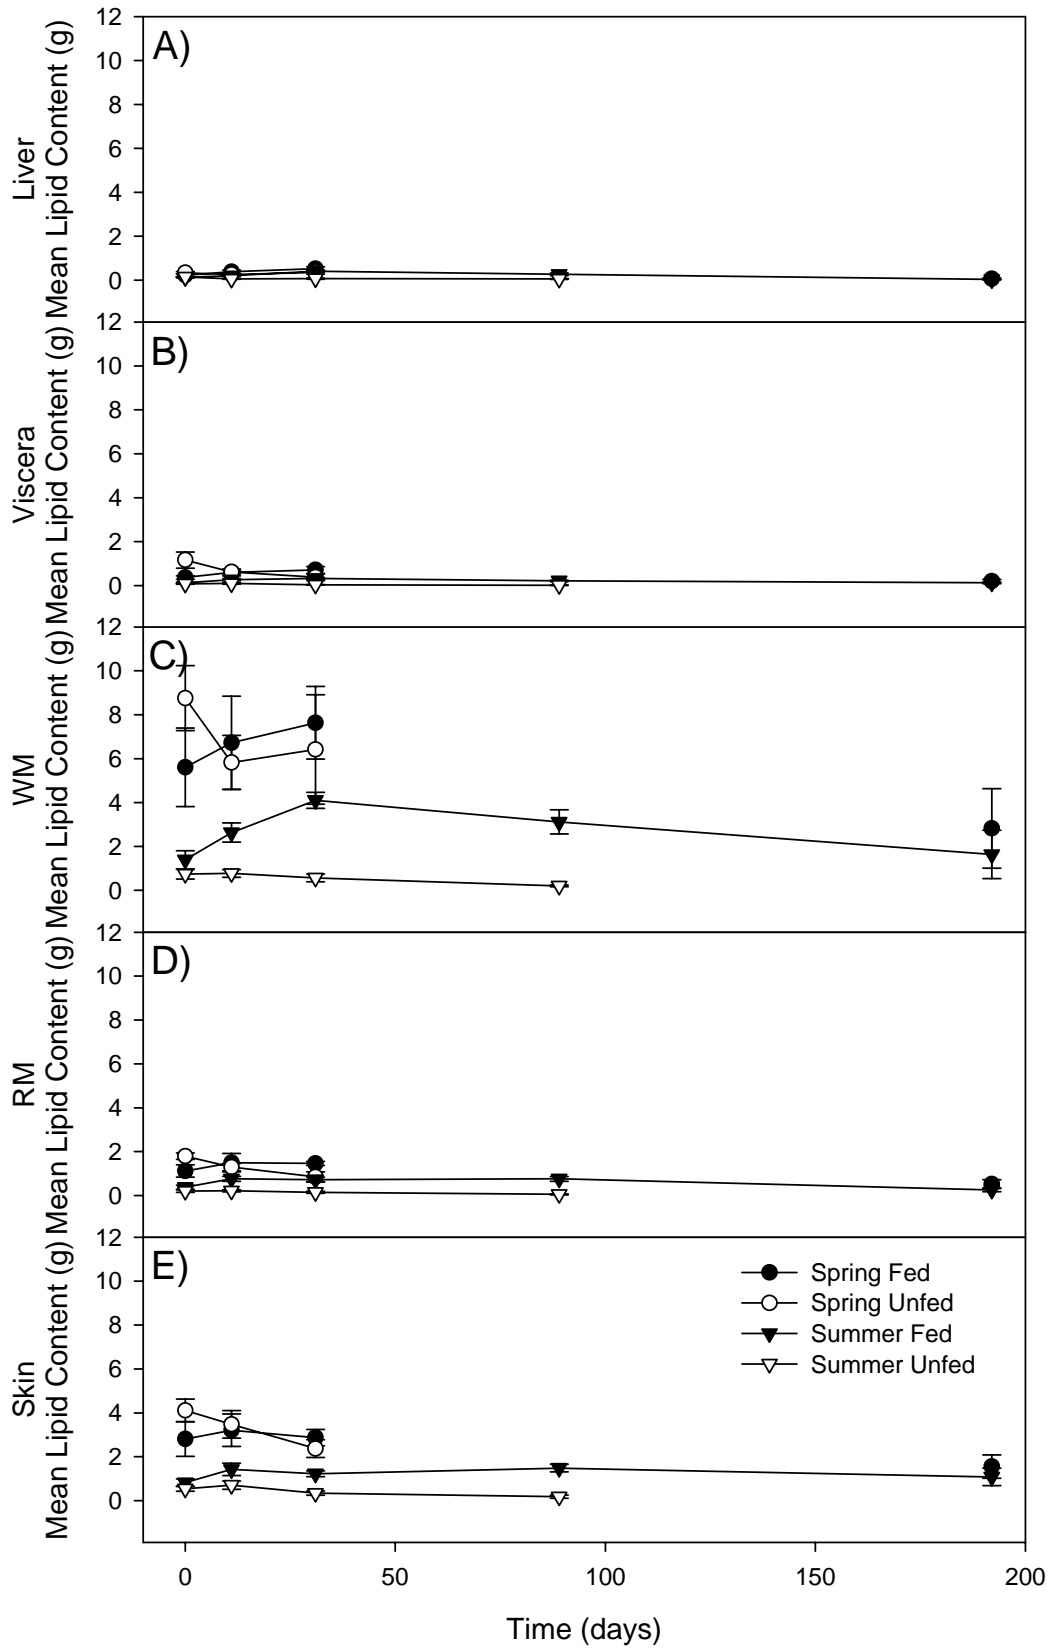 A)
Liver
Mean Lipid Content (g)
12
10
8
6
4
2
0
B)
Viscera
Mean Lipid Content (g)
12
10
8
6
4
2
0
C)
WM
Mean Lipid Content (g)
12
10
8
6
4
2
0
D)
RM
Mean Lipid Content (g)
12
10
8
6
4
2
0
E)
Skin
Mean Lipid Content (g)
12
10
8
6
4
2
0
Spring Fed
Spring Unfed
Summer Fed
Summer Unfed
0 50 100 150 200
Time (days)